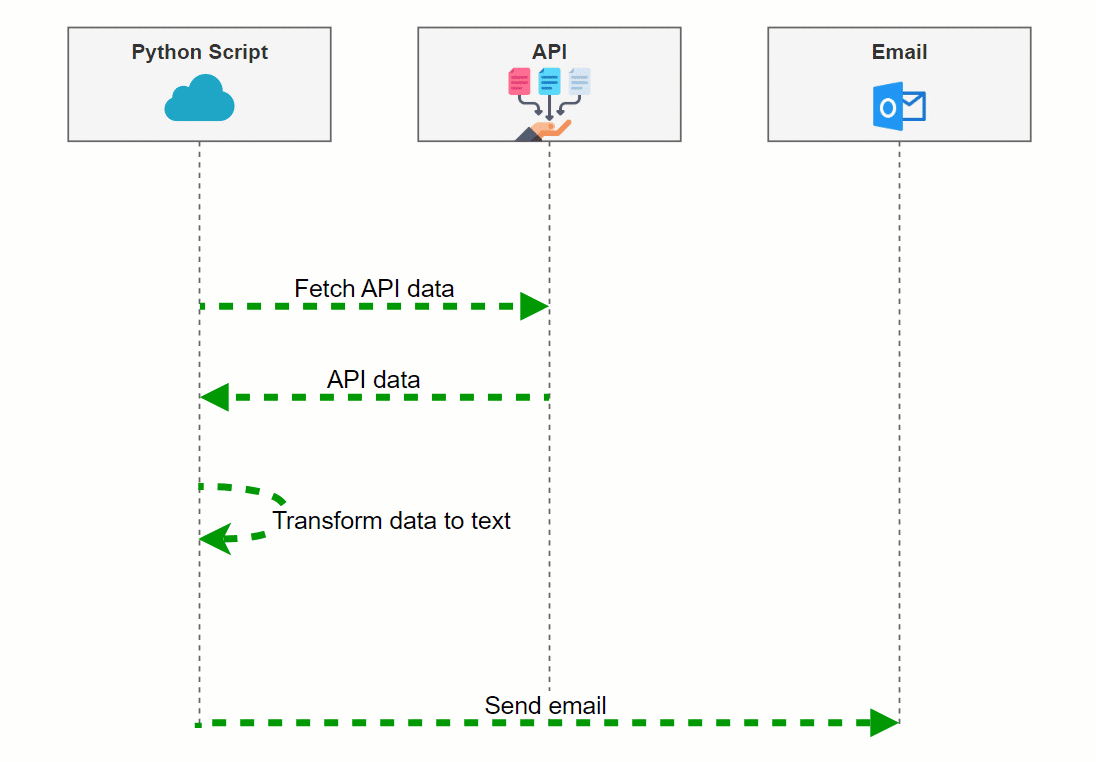 Python Script
API
Email
Fetch API data
API data
Transform data to text
Send email